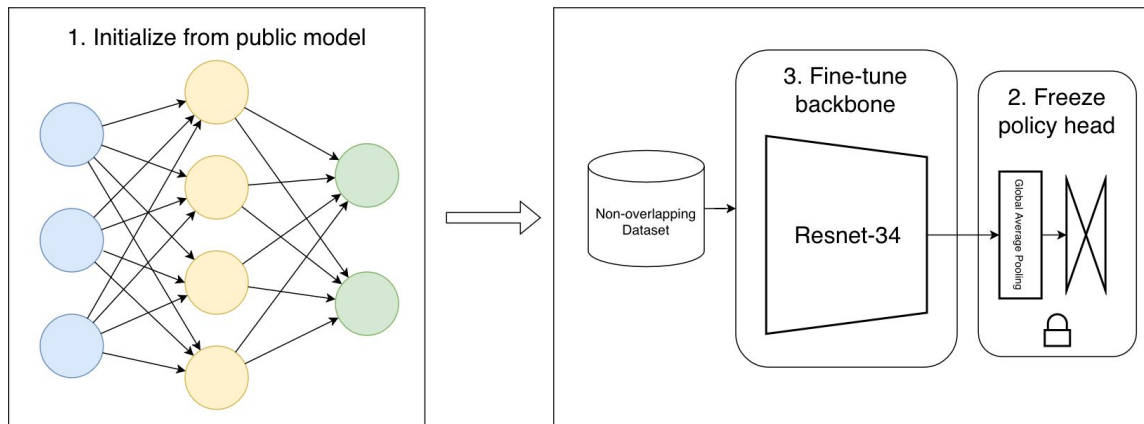 1. Initialize from public model
3. Fine-tune
backbone
2. Freeze
policy head
Non-overlapping
Dataset
Resnet-34
Global Average Pooling